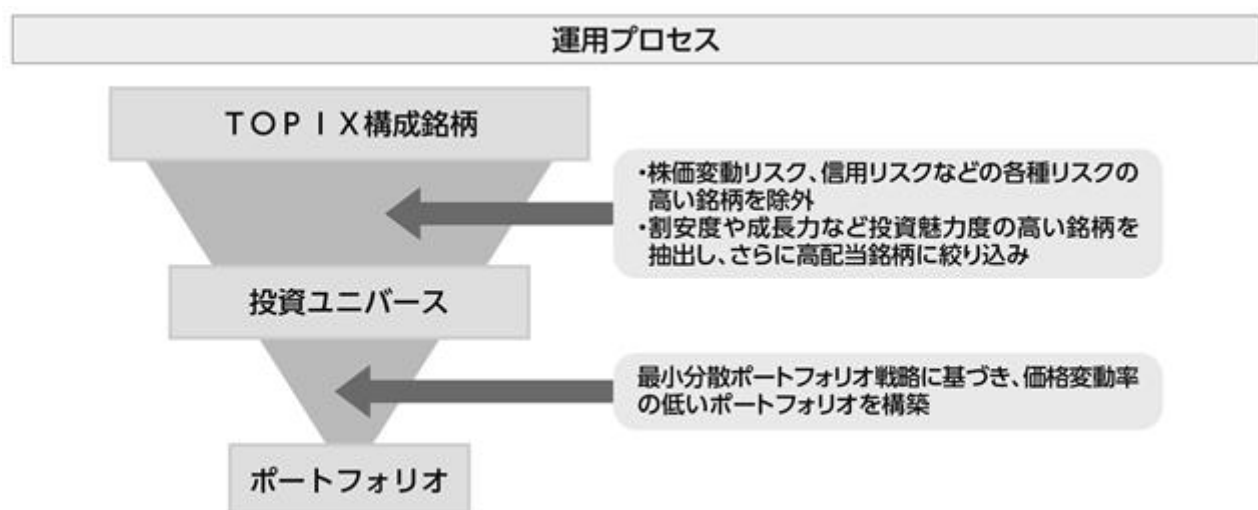 運用プロセス
ＴＯＰＩＸ構成銘柄
・株価変動リスク、信用リスクなどの各種リスクの
高い銘柄を除外
・割安度や成長力など投資魅力度の高い銘柄を
抽出し、さらに高配当銘柄に絞り込み
投資ユニバース
最小分散ポートフォリオ戦略に基づき、価格変動率
の低いポートフォリオを構築
ポートフォリオ